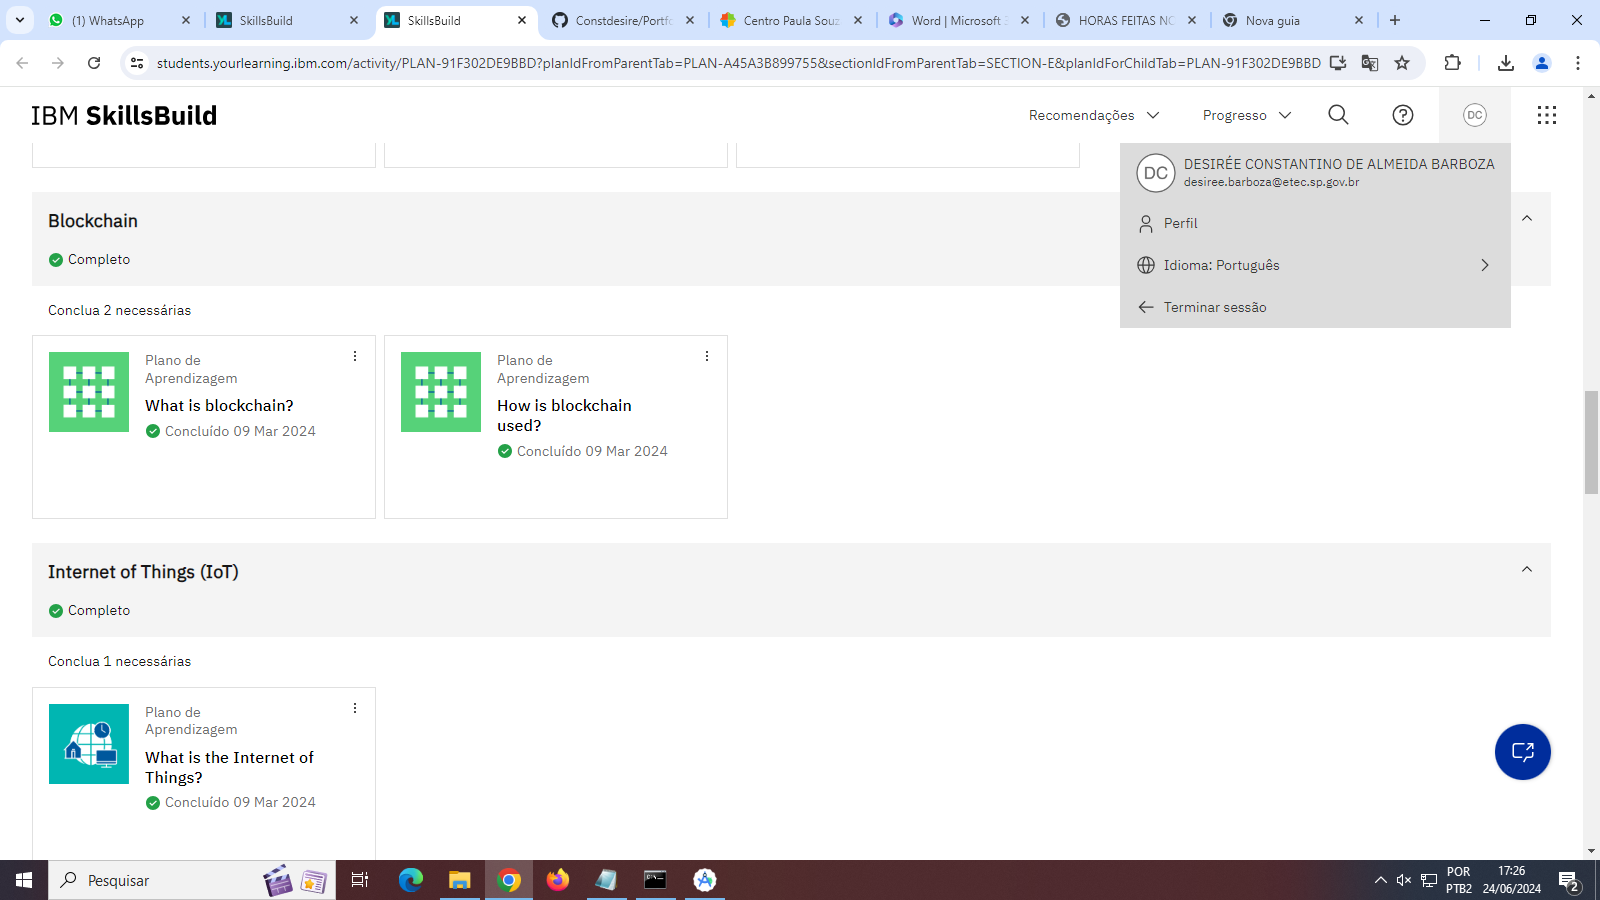 (1) WhatsApp
SkillsBuild
SkillsBuild
Constdesire/Portfo
Centro Paula Souz
Word | Microsoft 3
HORAS FEITAS NO
Nova guia
students.yourlearning.ibm.com/activity/PLAN-91F302DE9BBD?planIdFromParentTab=PLAN-A45A3B899755&sectionIdFromParentTab=SECTION-E&planIdForChildTab=PLAN-91F302DE9BBD
IBM SkillsBuild
Recomendações
Progresso
DC
DC
DESIRÉE CONSTANTINO DE ALMEIDA BARBOZA
desiree.barboza@etec.sp.gov.br
Perfil
Idioma: Português
Terminar sessão
Blockchain
Completo
Conclua 2 necessárias
Plano de
Aprendizagem
What is blockchain?
Concluído 09 Mar 2024
Plano de
Aprendizagem
How is blockchain
used?
Concluído 09 Mar 2024
Internet of Things (IoT)
Completo
Conclua 1 necessárias
Plano de
Aprendizagem
What is the Internet of
Things?
Concluído 09 Mar 2024
Pesquisar
POR
PTB2
17:26
24/06/2024
2